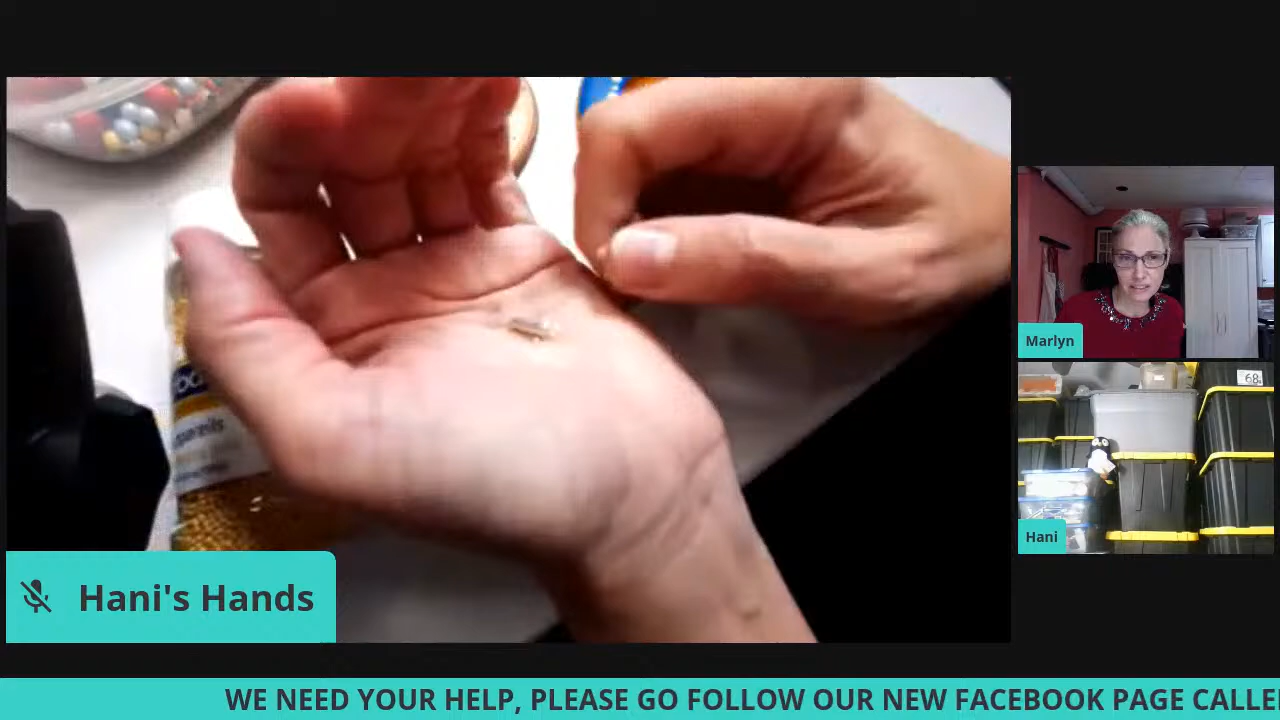 Marlyn
68
Hani
Hani's Hands
WE NEED YOUR HELP, PLEASE GO FOLLOW OUR NEW FACEBOOK PAGE CALLE